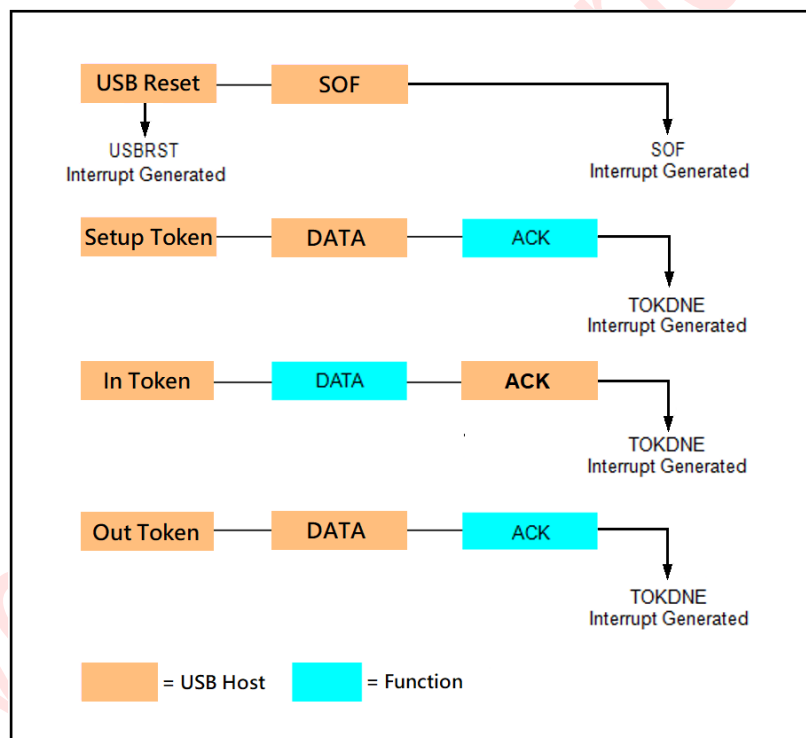 USB Reset
SOF
USBRST
Interrupt Generated
SOF
Interrupt Generated
Setup Token
DATA
ACK
TOKDNE
Interrupt Generated
In Token
DATA
ACK
TOKDNE
Interrupt Generated
Out Token
DATA
ACK
TOKDNE
Interrupt Generated
= USB Host
= Function